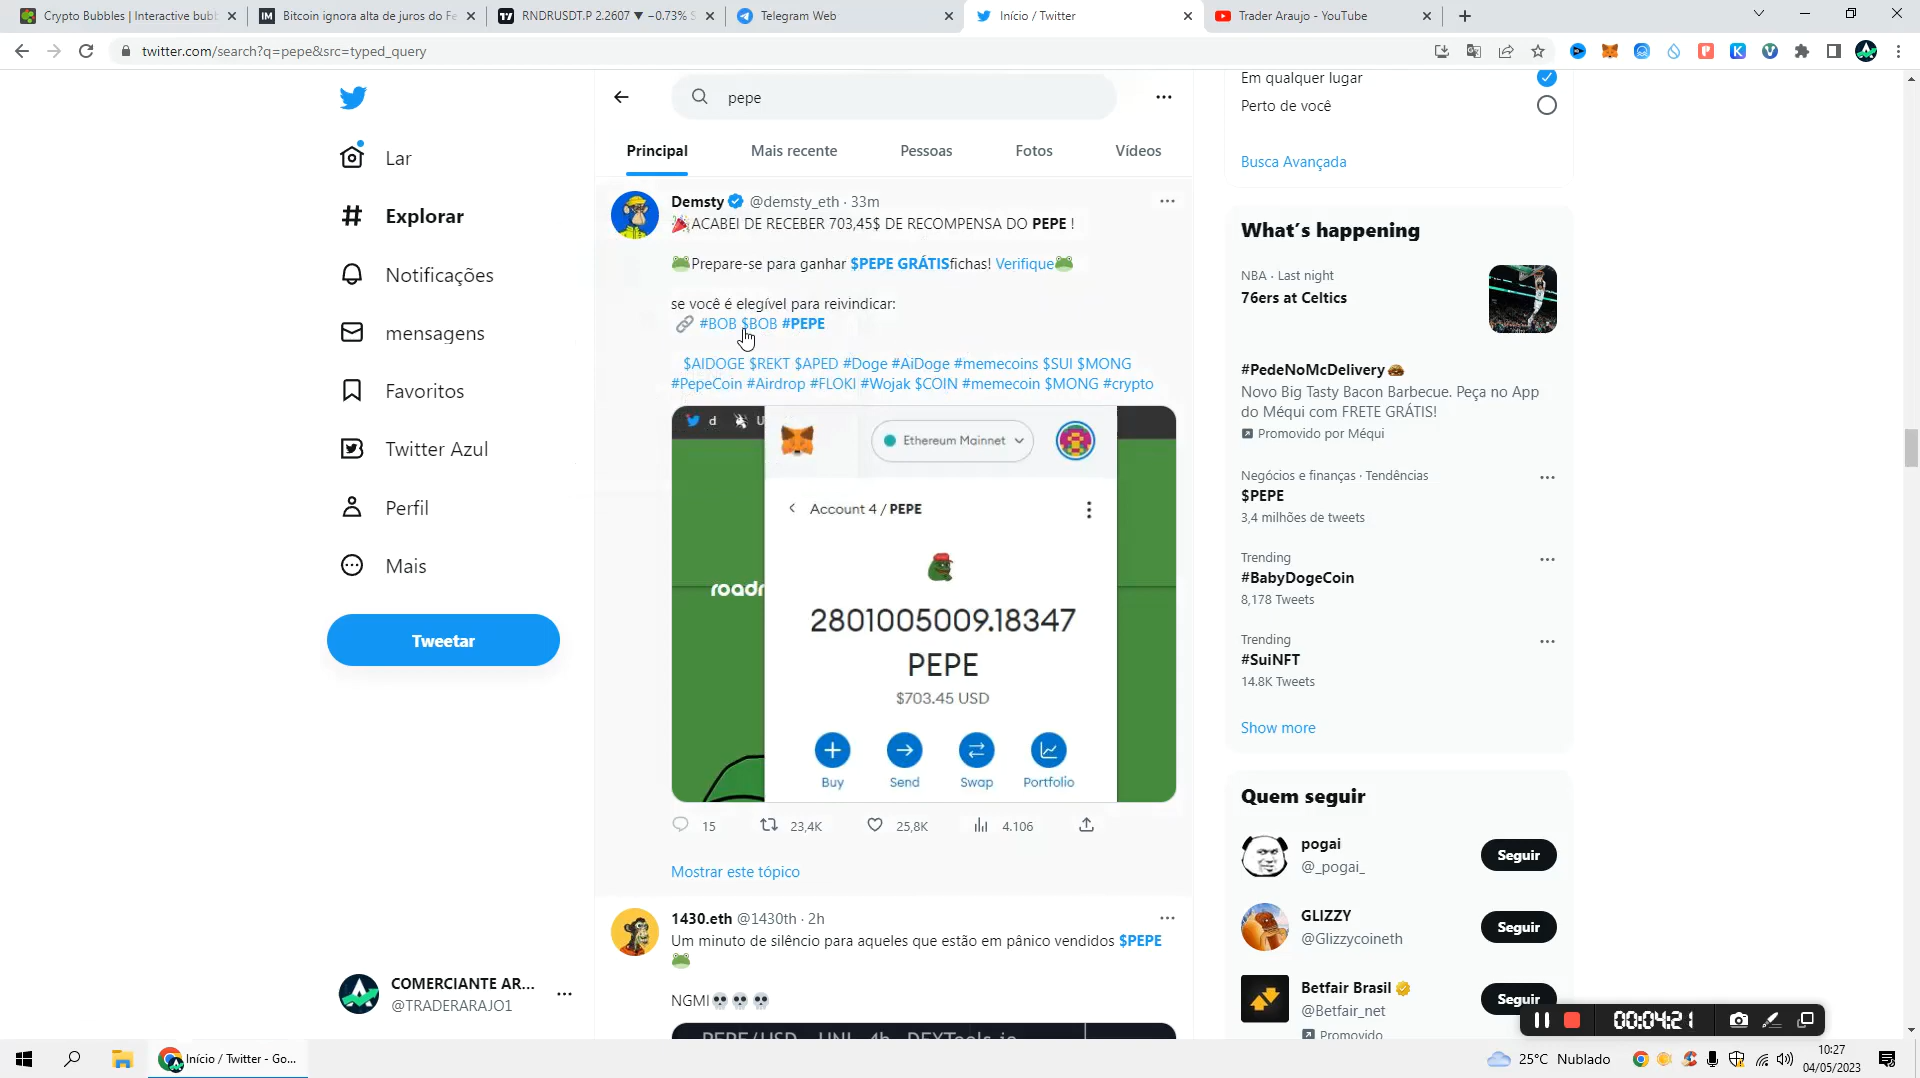 Crypto Bubbles | Interactive bubb
Bitcoin ignora alta de juros do Fe
RNDRUSDT.P 2.2607 ▼ −0.73% S
Telegram Web
Início / Twitter
Trader Araujo - YouTube
twitter.com/search?q=pepe&src=typed_query
Lar
Explorar
Notificações
mensagens
Favoritos
Twitter Azul
Perfil
Mais
Tweetar
COMERCIANTE AR...
@TRADERARAJO1
pepe
Principal
Mais recente
Pessoas
Fotos
Vídeos
Demsty @demsty_eth · 33m
🎉ACABEI DE RECEBER 703,45$ DE RECOMPENSA DO PEPE !
🐸Prepare-se para ganhar $PEPE GRÁTISfichas! Verifique🐸
se você é elegível para reivindicar:
🔗 #BOB $BOB #PEPE
$AIDOGE $REKT $APED #Doge #AiDoge #memecoins $SUI $MONG
#PepeCoin #Airdrop #FLOKI #Wojak $COIN #memecoin $MONG #crypto
d
U
Ethereum Mainnet
Account 4 / PEPE
roadr
2801005009.18347
PEPE
$703.45 USD
Buy
Send
Swap
Portfolio
15
23,4K
25,8K
4.106
Mostrar este tópico
1430.eth @1430th · 2h
Um minuto de silêncio para aqueles que estão em pânico vendidos $PEPE
🐸
NGMI💀💀💀
Em qualquer lugar
Perto de você
Busca Avançada
What's happening
NBA · Last night
76ers at Celtics
#PedeNoMcDelivery🍔
Novo Big Tasty Bacon Barbecue. Peça no App
do Méqui com FRETE GRÁTIS!
Promovido por Méqui
Negócios e finanças · Tendências
$PEPE
3,4 milhões de tweets
Trending
#BabyDogeCoin
8,178 Tweets
Trending
#SuiNFT
14.8K Tweets
Show more
Quem seguir
pogai
@_pogai_
Seguir
GLIZZY
@Glizzycoineth
Seguir
Betfair Brasil
@Betfair_net
Seguir
Promovido
00:04:21
Início / Twitter - Go...
25°C Nublado
10:27
04/05/2023